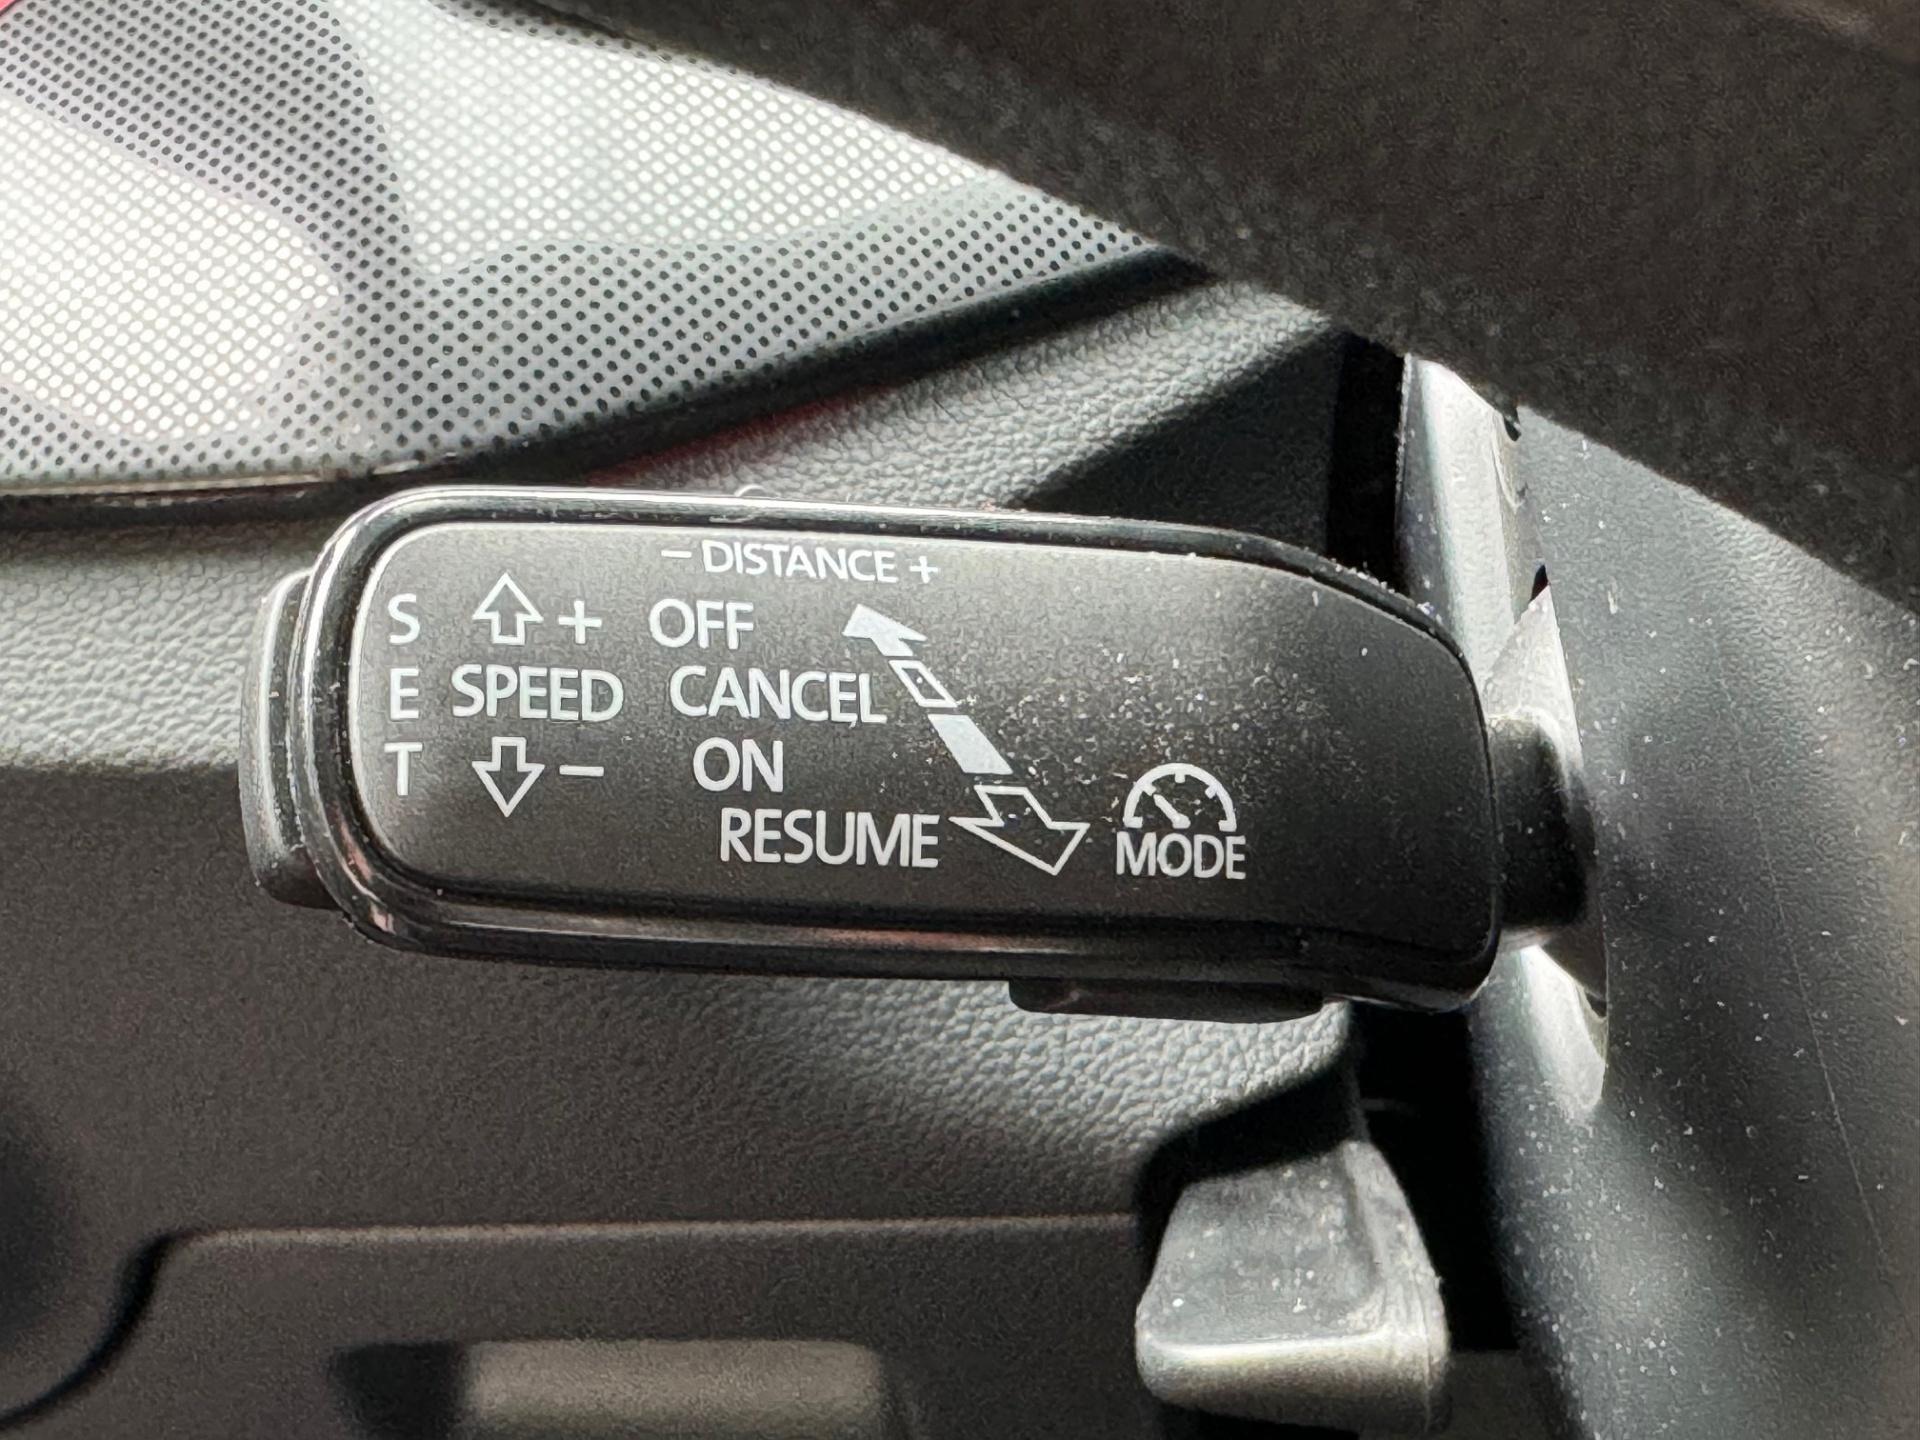 − DISTANCE +
S + OFF
E SPEED CANCEL
T − ON
RESUME
MODE